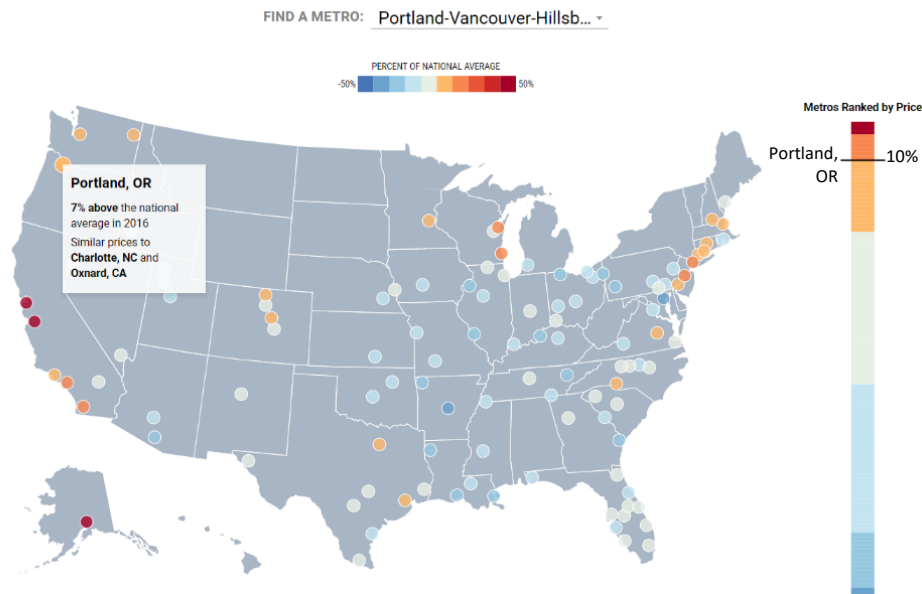 FIND A METRO: Portland-Vancouver-Hillsb...
PERCENT OF NATIONAL AVERAGE
-50% 50%
Metros Ranked by Price
Portland, OR
10%
Portland, OR
7% above the national
average in 2016
Similar prices to
Charlotte, NC and
Oxnard, CA